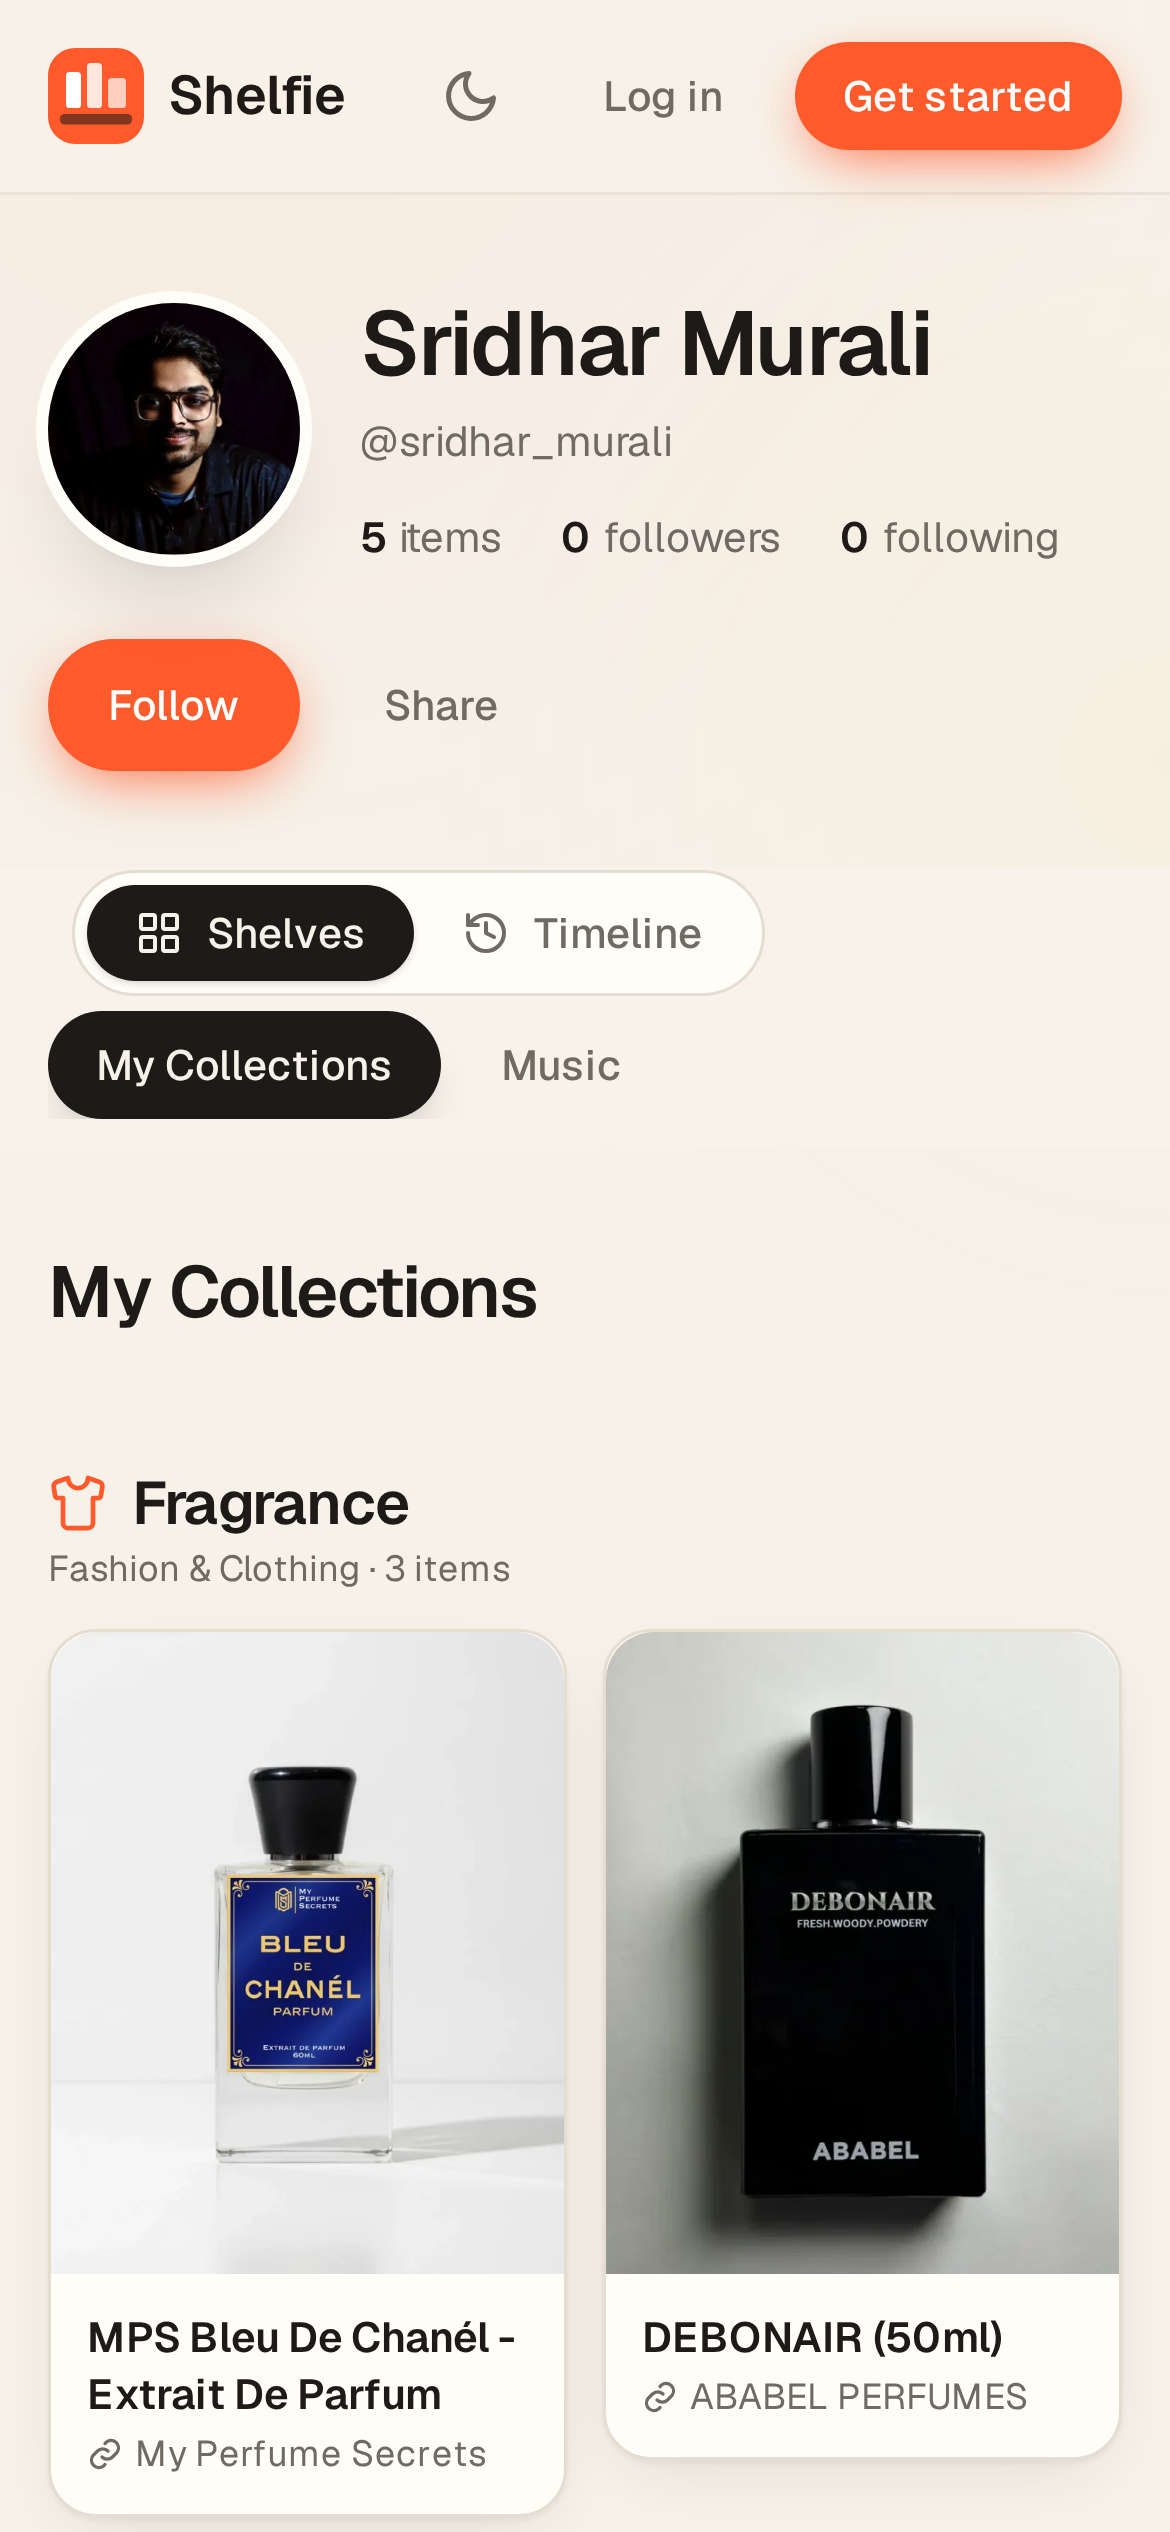 Shelfie
Log in
Get started
Sridhar Murali
@sridhar_murali
5 items 0 followers 0 following
Follow
Share
Shelves
Timeline
My Collections
Music
My Collections
Fragrance
Fashion & Clothing · 3 items
MY
PERFUME
SECRETS
BLEU
DE
CHANÉL
PARFUM
EXTRAIT DE PARFUM
60ML
MPS Bleu De Chanél -
Extrait De Parfum
My Perfume Secrets
DEBONAIR
FRESH.WOODY.POWDERY
ABABEL
DEBONAIR (50ml)
ABABEL PERFUMES